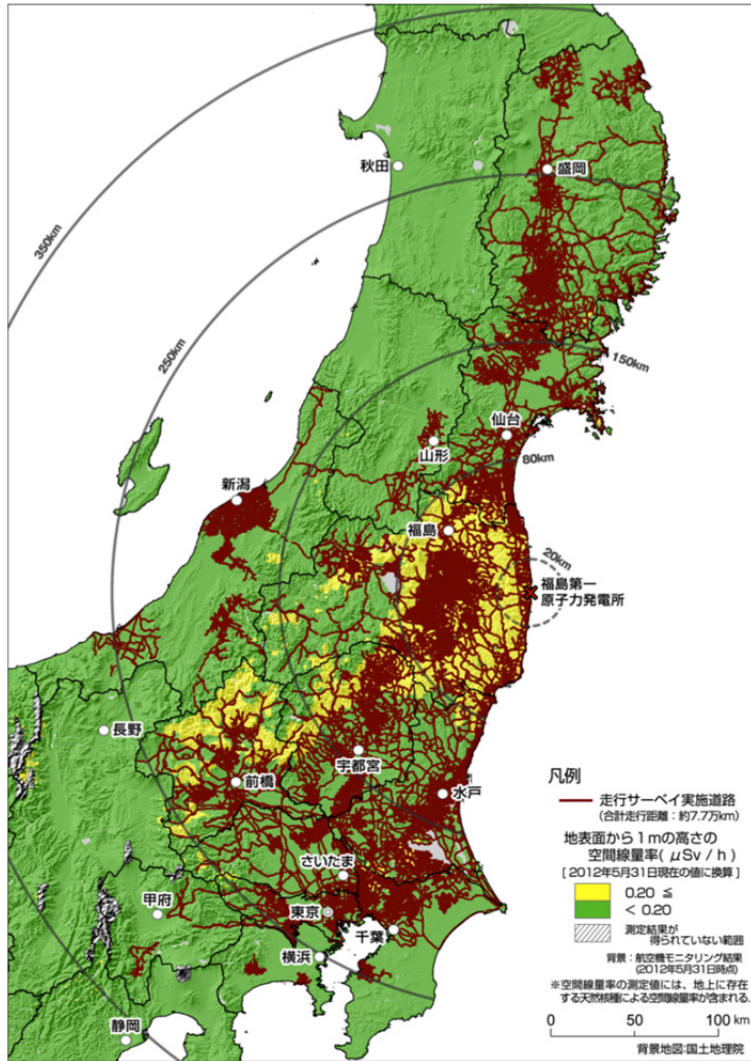 350km
秋田
盛岡
250km
150km
仙台
山形
80km
新潟
福島
20km
福島第一
原子力発電所
長野
宇都宮
前橋
水戸
さいたま
甲府
東京
千葉
横浜
静岡
凡例
走行サーベイ実施道路
(合計走行距離:約7.7万km)
地表面から1mの高さの
空間線量率( μSv / h )
[ 2012年5月31日現在の値に換算 ]
0.20 ≦
< 0.20
測定結果が
得られていない範囲
背景:航空機モニタリング結果
(2012年5月31日時点)
※空間線量率の測定値には、地上に存在
する天然核種による空間線量率が含まれる.
0 50 100 km
背景地図:国土地理院